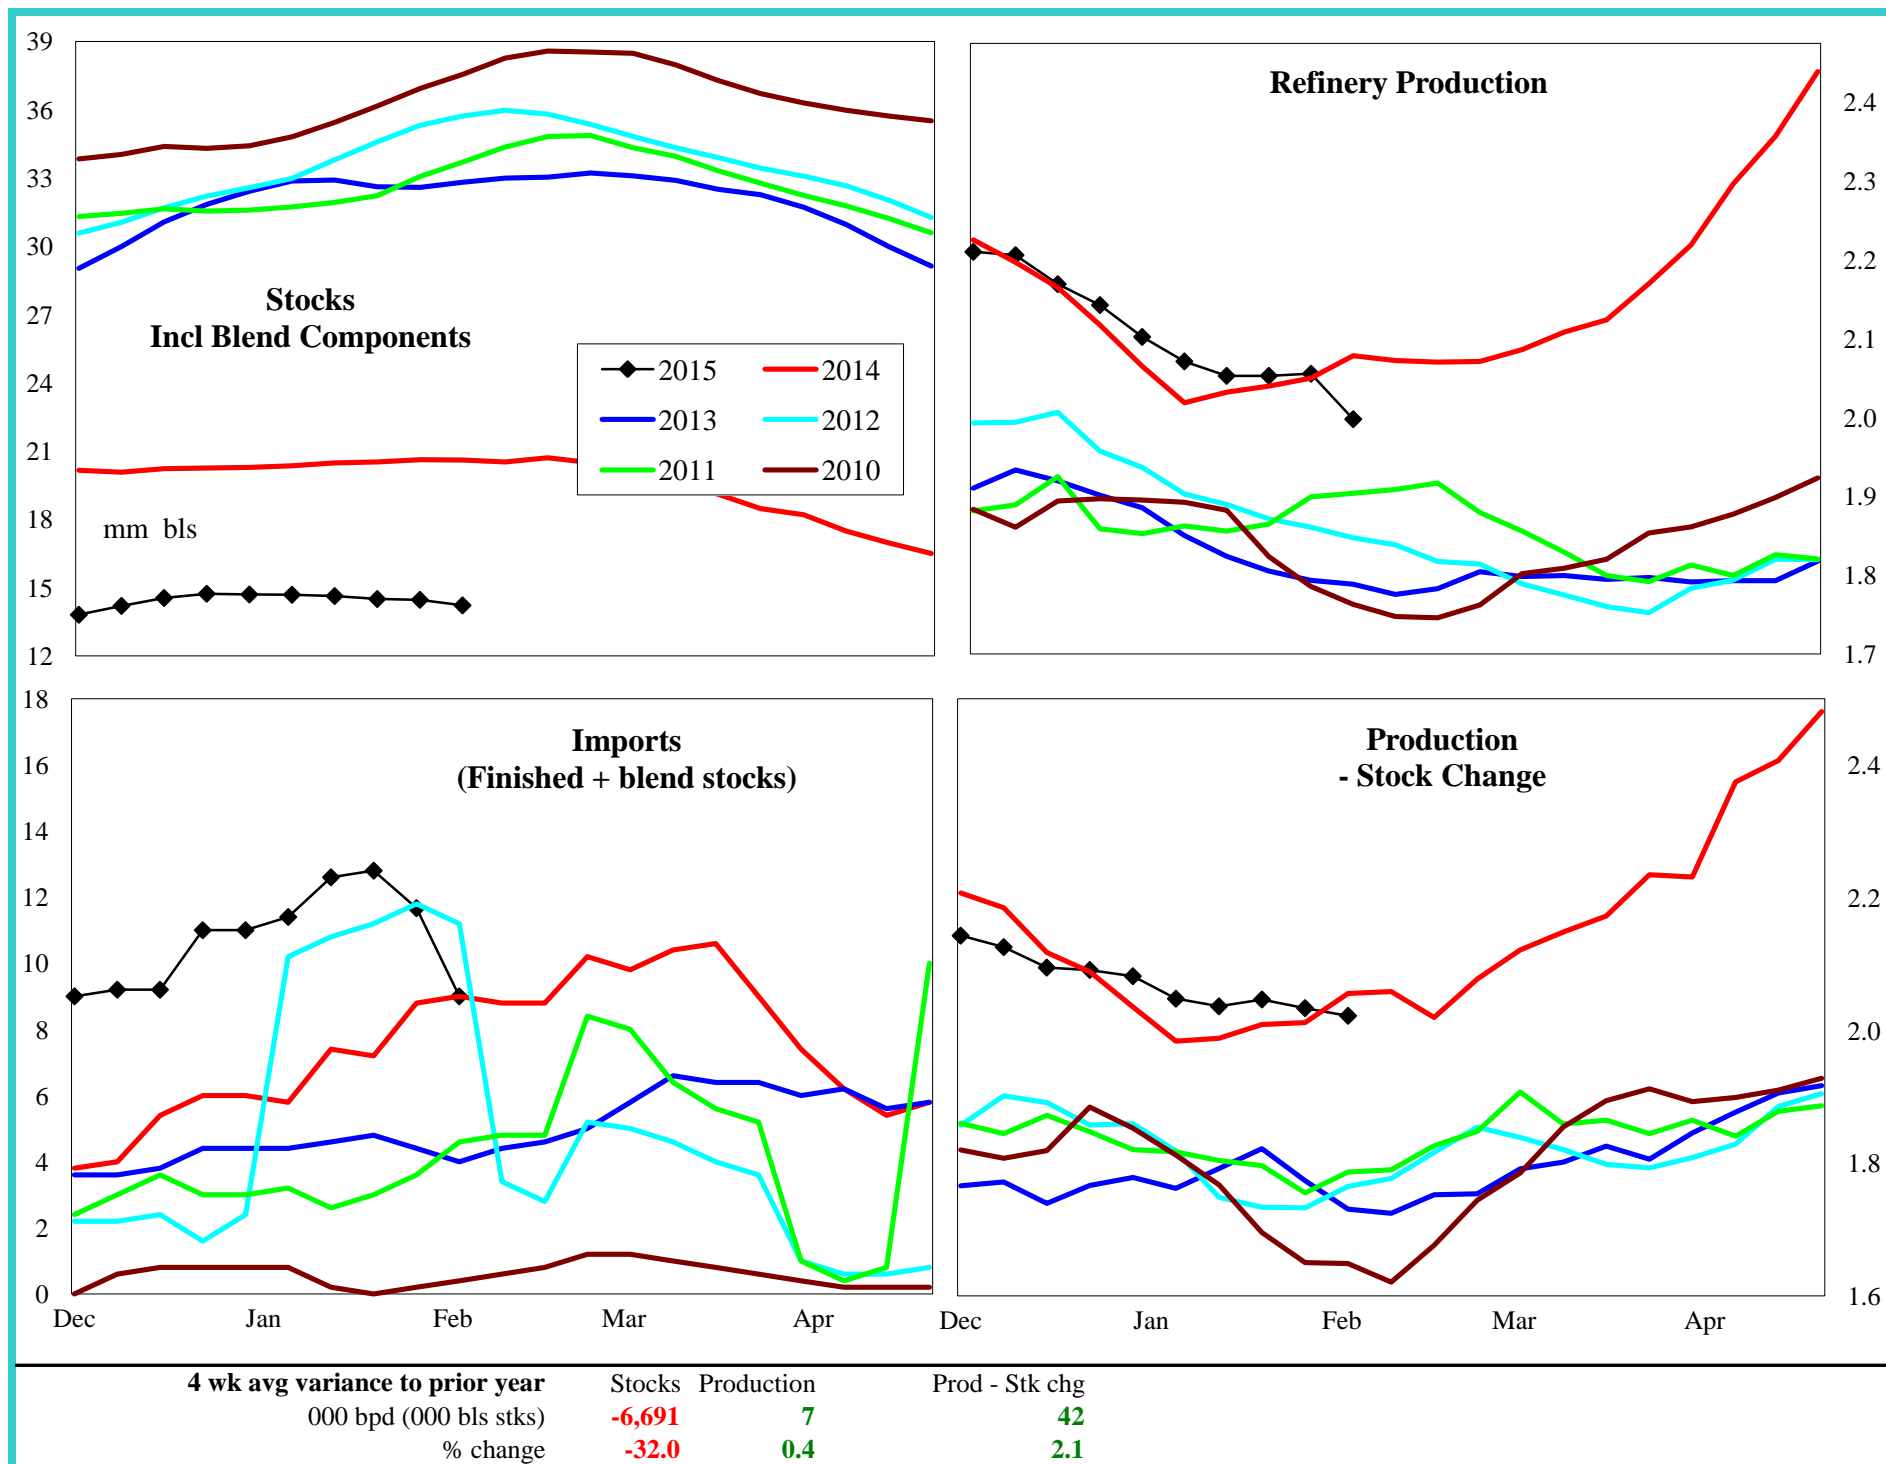 39
36
33
30
27
24
21
18
15
12
Stocks
Incl Blend Components
mm bls
2015 2014
2013 2012
2011 2010
Refinery Production
2.4
2.3
2.2
2.1
2.0
1.9
1.8
1.7
18
16
14
12
10
8
6
4
2
0
Imports
(Finished + blend stocks)
Dec Jan Feb Mar Apr
Production
- Stock Change
2.4
2.2
2.0
1.8
1.6
Dec Jan Feb Mar Apr
4 wk avg variance to prior year Stocks Production Prod - Stk chg
000 bpd (000 bls stks) -6,691 7 42
% change -32.0 0.4 2.1